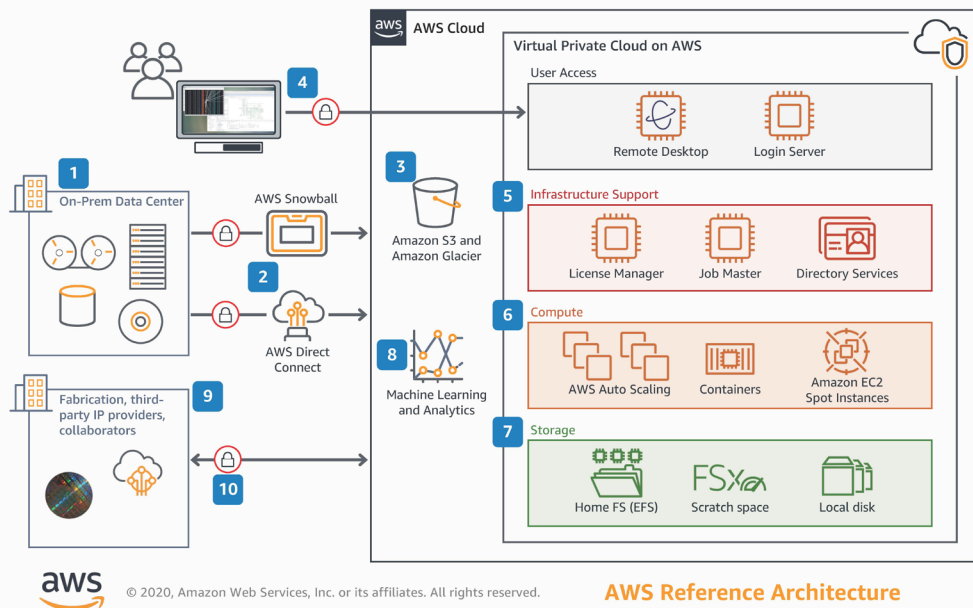 aws
AWS Cloud
Virtual Private Cloud on AWS
User Access
4
Remote Desktop
Login Server
1
On-Prem Data Center
AWS Snowball
3
Amazon S3 and
Amazon Glacier
5
Infrastructure Support
License Manager
Job Master
Directory Services
2
AWS Direct
Connect
6
Compute
AWS Auto Scaling
Containers
Amazon EC2
Spot Instances
8
Machine Learning
and Analytics
9
Fabrication, third-
party IP providers,
collaborators
10
7
Storage
Home FS (EFS)
FSx
Scratch space
Local disk
aws
© 2020, Amazon Web Services, Inc. or its affiliates. All rights reserved.
AWS Reference Architecture